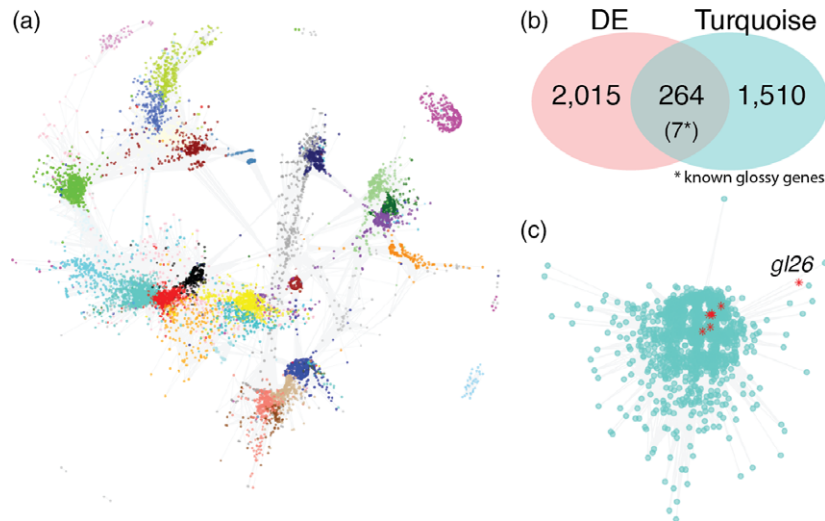 (a)
(b)
DE Turquoise
2,015 264 1,510
(7*)
* known glossy genes
(c)
gl26